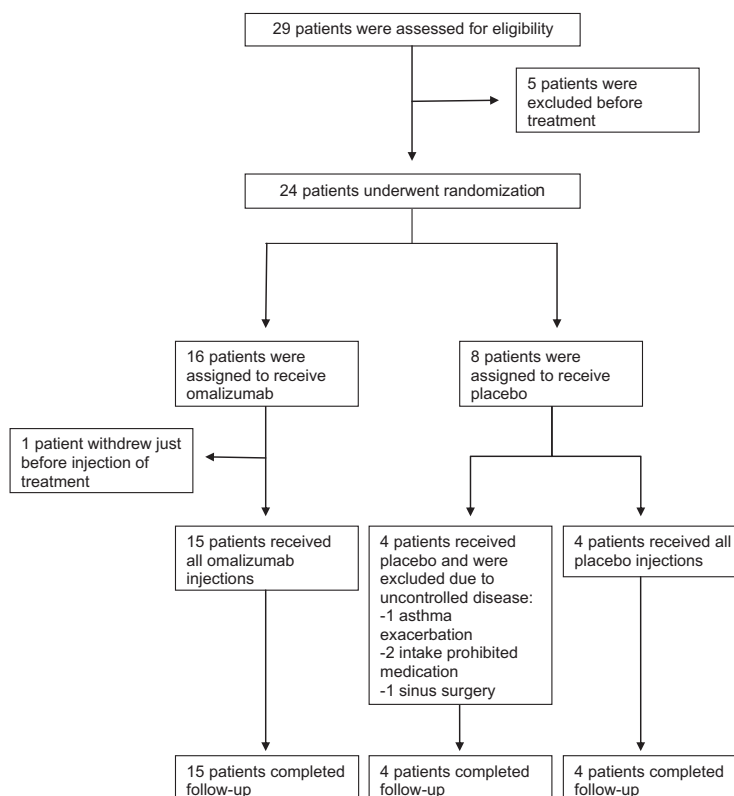 29 patients were assessed for eligibility
5 patients were
excluded before
treatment
24 patients underwent randomization
16 patients were
assigned to receive
omalizumab
8 patients were
assigned to receive
placebo
1 patient withdrew just
before injection of
treatment
15 patients received
all omalizumab
injections
4 patients received
placebo and were
excluded due to
uncontrolled disease:
-1 asthma
exacerbation
-2 intake prohibited
medication
-1 sinus surgery
4 patients received all
placebo injections
15 patients completed
follow-up
4 patients completed
follow-up
4 patients completed
follow-up